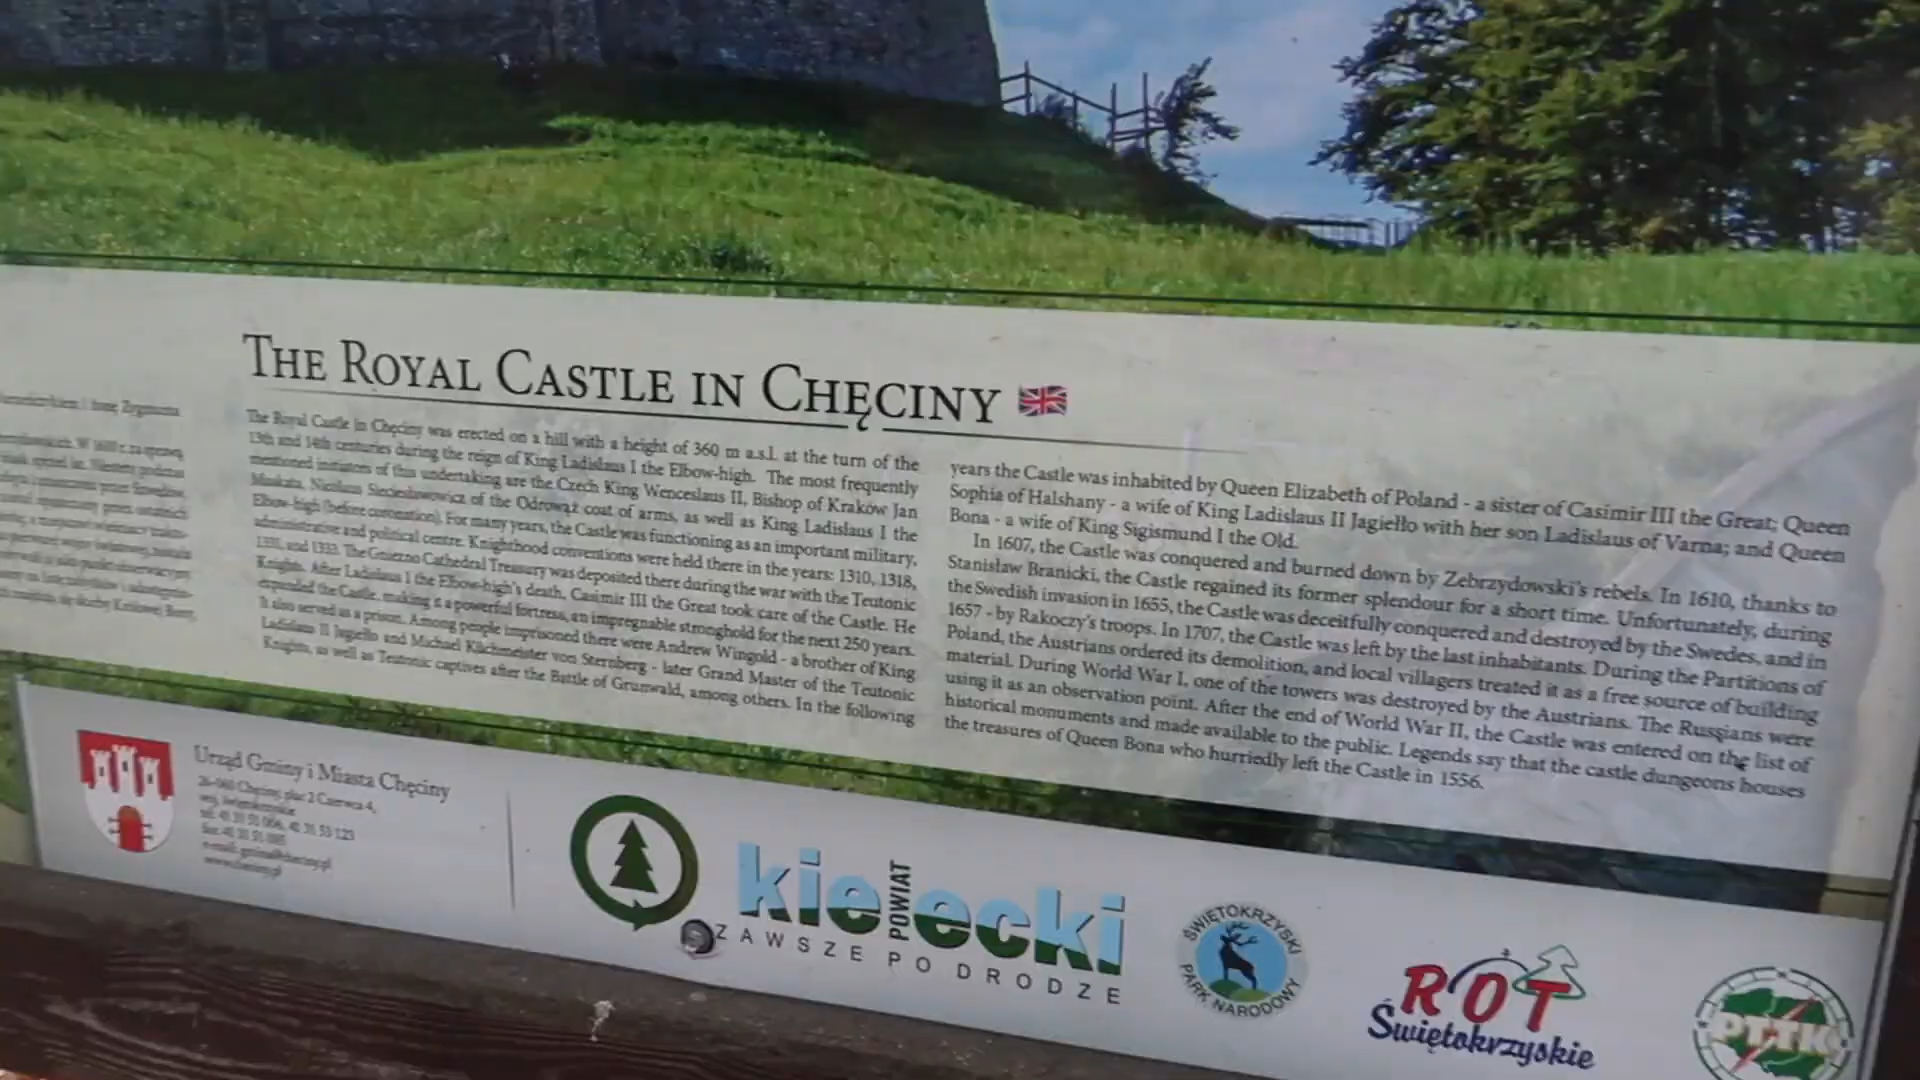 THE ROYAL CASTLE IN CHĘCINY
The Royal Castle in Chęciny was erected on a hill with a height of 360 m a.s.l. at the turn of the
13th and 14th centuries during the reign of King Ladislaus I the Elbow-high. The most frequently
mentioned initiators of this undertaking are the Czech King Wenceslaus II, Bishop of Kraków Jan
Muskata, Nicolaus of the Odrowąż coat of arms, as well as King Ladislaus I the
Elbow-high (before coronation). For many years, the Castle was functioning as an important military,
administrative and political centre. Knighthood conventions were held there in the years: 1310, 1318,
1331, and 1333. The Gniezno Cathedral Treasury was deposited there during the war with the Teutonic
Knights. After Ladislaus I the Elbow-high's death, Casimir III the Great took care of the Castle. He
expanded the Castle, making it a powerful fortress, an impregnable stronghold for the next 250 years.
It also served as a prison. Among people imprisoned there were Andrew Wingold - a brother of King
Ladislaus II Jagiełło and Michael Küchmeister von Sternberg - later Grand Master of the Teutonic
Knights, as well as Teutonic captives after the Battle of Grunwald, among others. In the following
years the Castle was inhabited by Queen Elizabeth of Poland - a sister of Casimir III the Great; Queen
Sophia of Halshany - a wife of King Ladislaus II Jagiełło with her son Ladislaus of Varna; and Queen
Bona - a wife of King Sigismund I the Old.
In 1607, the Castle was conquered and burned down by Zebrzydowski's rebels. In 1610, thanks to
Stanisław Branicki, the Castle regained its former splendour for a short time. Unfortunately, during
the Swedish invasion in 1655, the Castle was deceitfully conquered and destroyed by the Swedes, and in
1657 - by Rakoczy's troops. In 1707, the Castle was left by the last inhabitants. During the Partitions of
Poland, the Austrians ordered its demolition, and local villagers treated it as a free source of building
material. During World War I, one of the towers was destroyed by the Austrians. The Russians were
using it as an observation point. After the end of World War II, the Castle was entered on the list of
historical monuments and made available to the public. Legends say that the castle dungeons houses
the treasures of Queen Bona who hurriedly left the Castle in 1556.
Urząd Gminy i Miasta Chęciny
26-060 Chęciny, plac 2 Czerwca 4,
woj. świętokrzyskie
www.checiny.pl
POWIAT
kielecki
ZAWSZE PO DRODZE
ŚWIĘTOKRZYSKI
PARK NARODOWY
ROT
Świętokrzyskie
PTTK